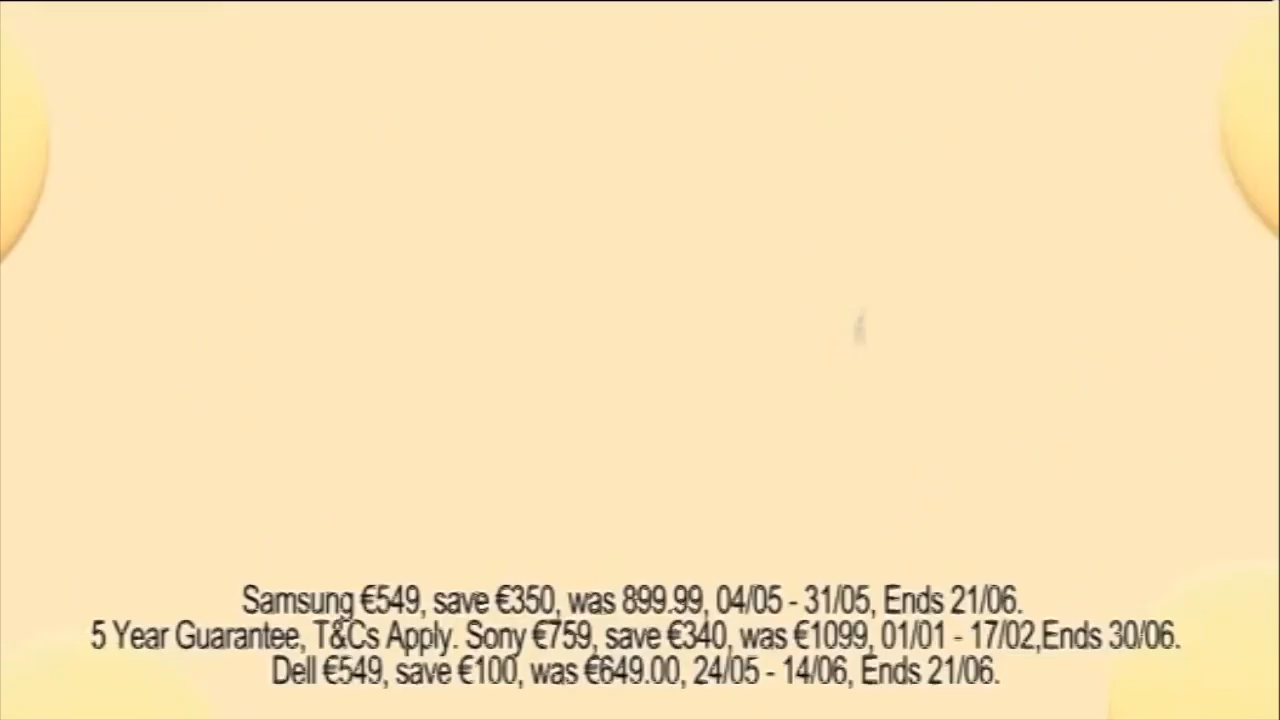 Samsung €549, save €350, was 899.99, 04/05 - 31/05, Ends 21/06.
5 Year Guarantee, T&Cs Apply. Sony €759, save €340, was €1099, 01/01 - 17/02,Ends 30/06.
Dell €549, save €100, was €649.00, 24/05 - 14/06, Ends 21/06.